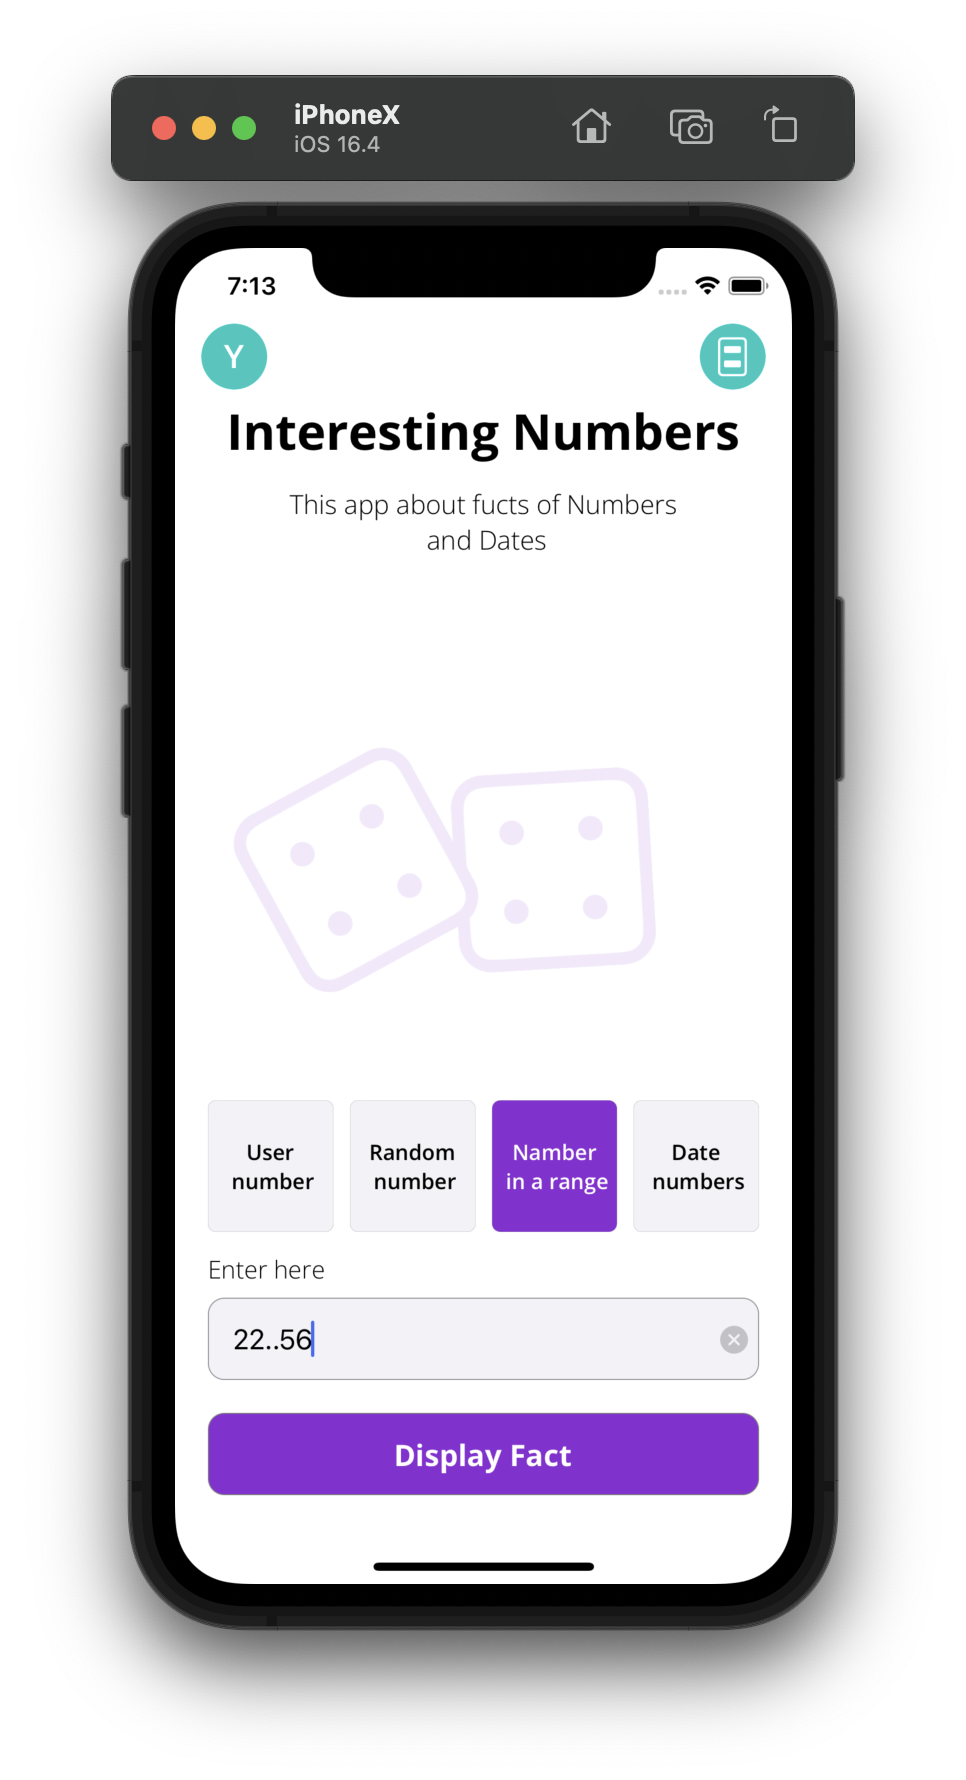 iPhoneX
iOS 16.4
7:13
Y
Interesting Numbers
This app about fucts of Numbers
and Dates
User
number
Random
number
Namber
in a range
Date
numbers
Enter here
22..56
Display Fact